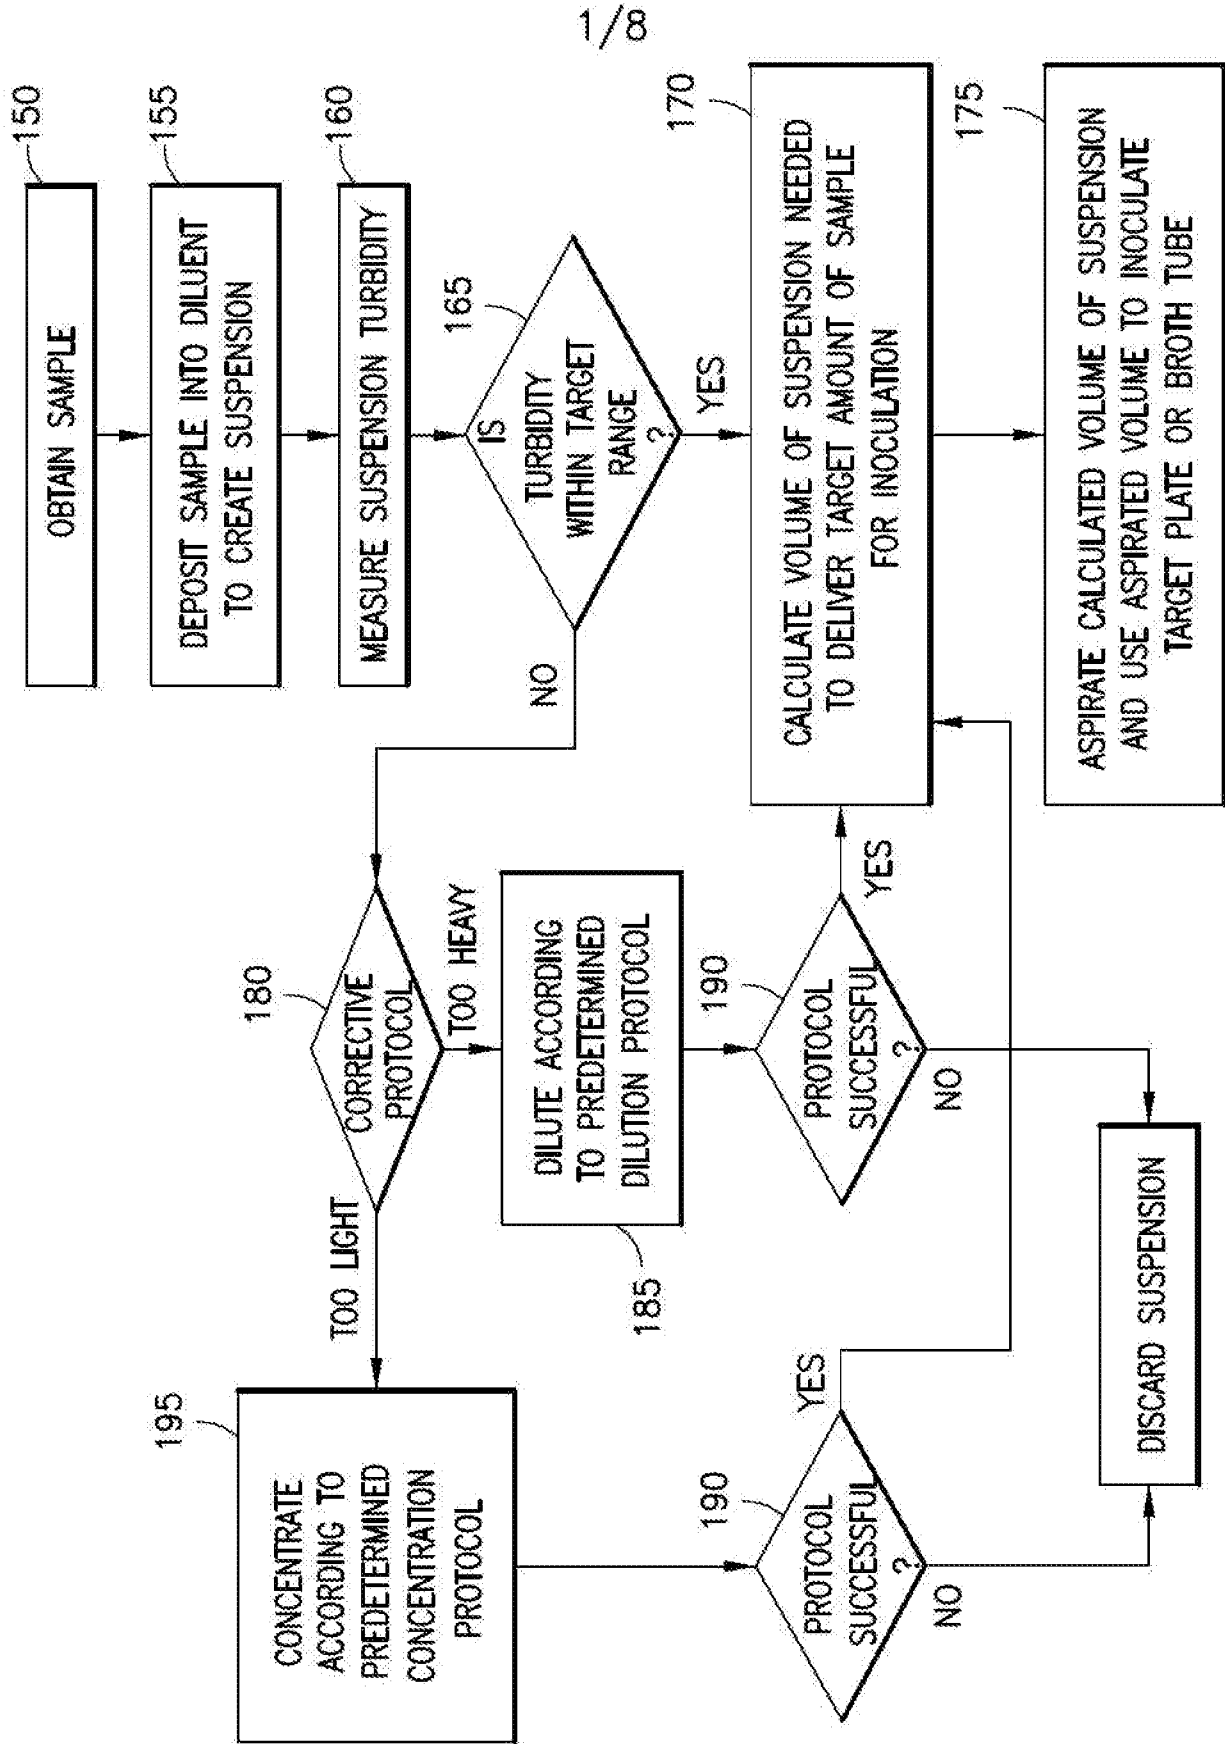 1/8
150
OBTAIN SAMPLE
155
DEPOSIT SAMPLE INTO DILUENT
TO CREATE SUSPENSION
160
MEASURE SUSPENSION TURBIDITY
165
IS
TURBIDITY
WITHIN TARGET
RANGE
?
YES
NO
170
CALCULATE VOLUME OF SUSPENSION NEEDED
TO DELIVER TARGET AMOUNT OF SAMPLE
FOR INOCULATION
175
ASPIRATE CALCULATED VOLUME OF SUSPENSION
AND USE ASPIRATED VOLUME TO INOCULATE
TARGET PLATE OR BROTH TUBE
180
CORRECTIVE
PROTOCOL
TOO HEAVY
TOO LIGHT
185
DILUTE ACCORDING
TO PREDETERMINED
DILUTION PROTOCOL
190
PROTOCOL
SUCCESSFUL
?
YES
NO
195
CONCENTRATE
ACCORDING TO
PREDETERMINED
CONCENTRATION
PROTOCOL
190
PROTOCOL
SUCCESSFUL
?
YES
NO
DISCARD SUSPENSION